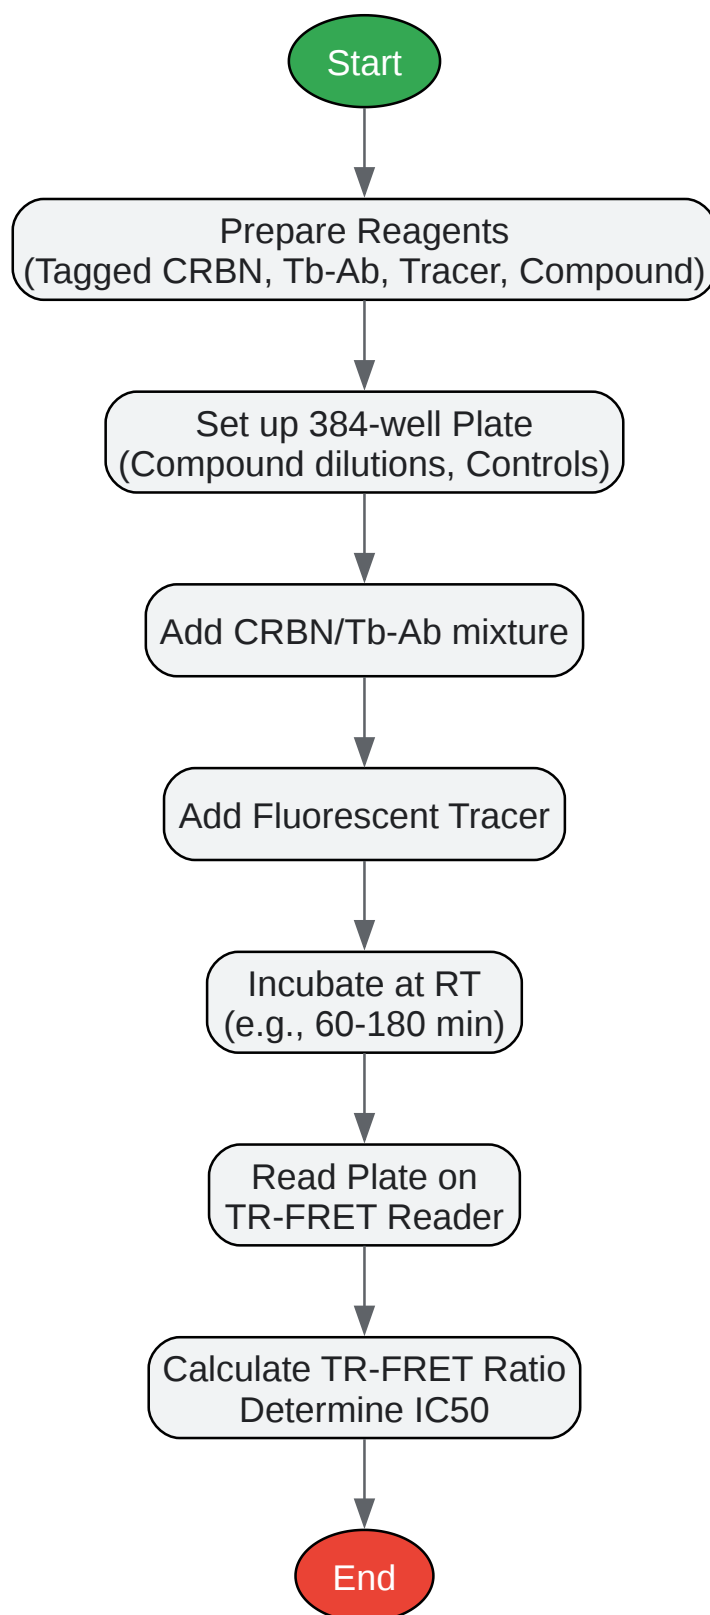 Start
Prepare Reagents
(Tagged CRBN, Tb-Ab, Tracer, Compound)
Set up 384-well Plate
(Compound dilutions, Controls)
Add CRBN/Tb-Ab mixture
Add Fluorescent Tracer
Incubate at RT
(e.g., 60-180 min)
Read Plate on
TR-FRET Reader
Calculate TR-FRET Ratio
Determine IC50
End